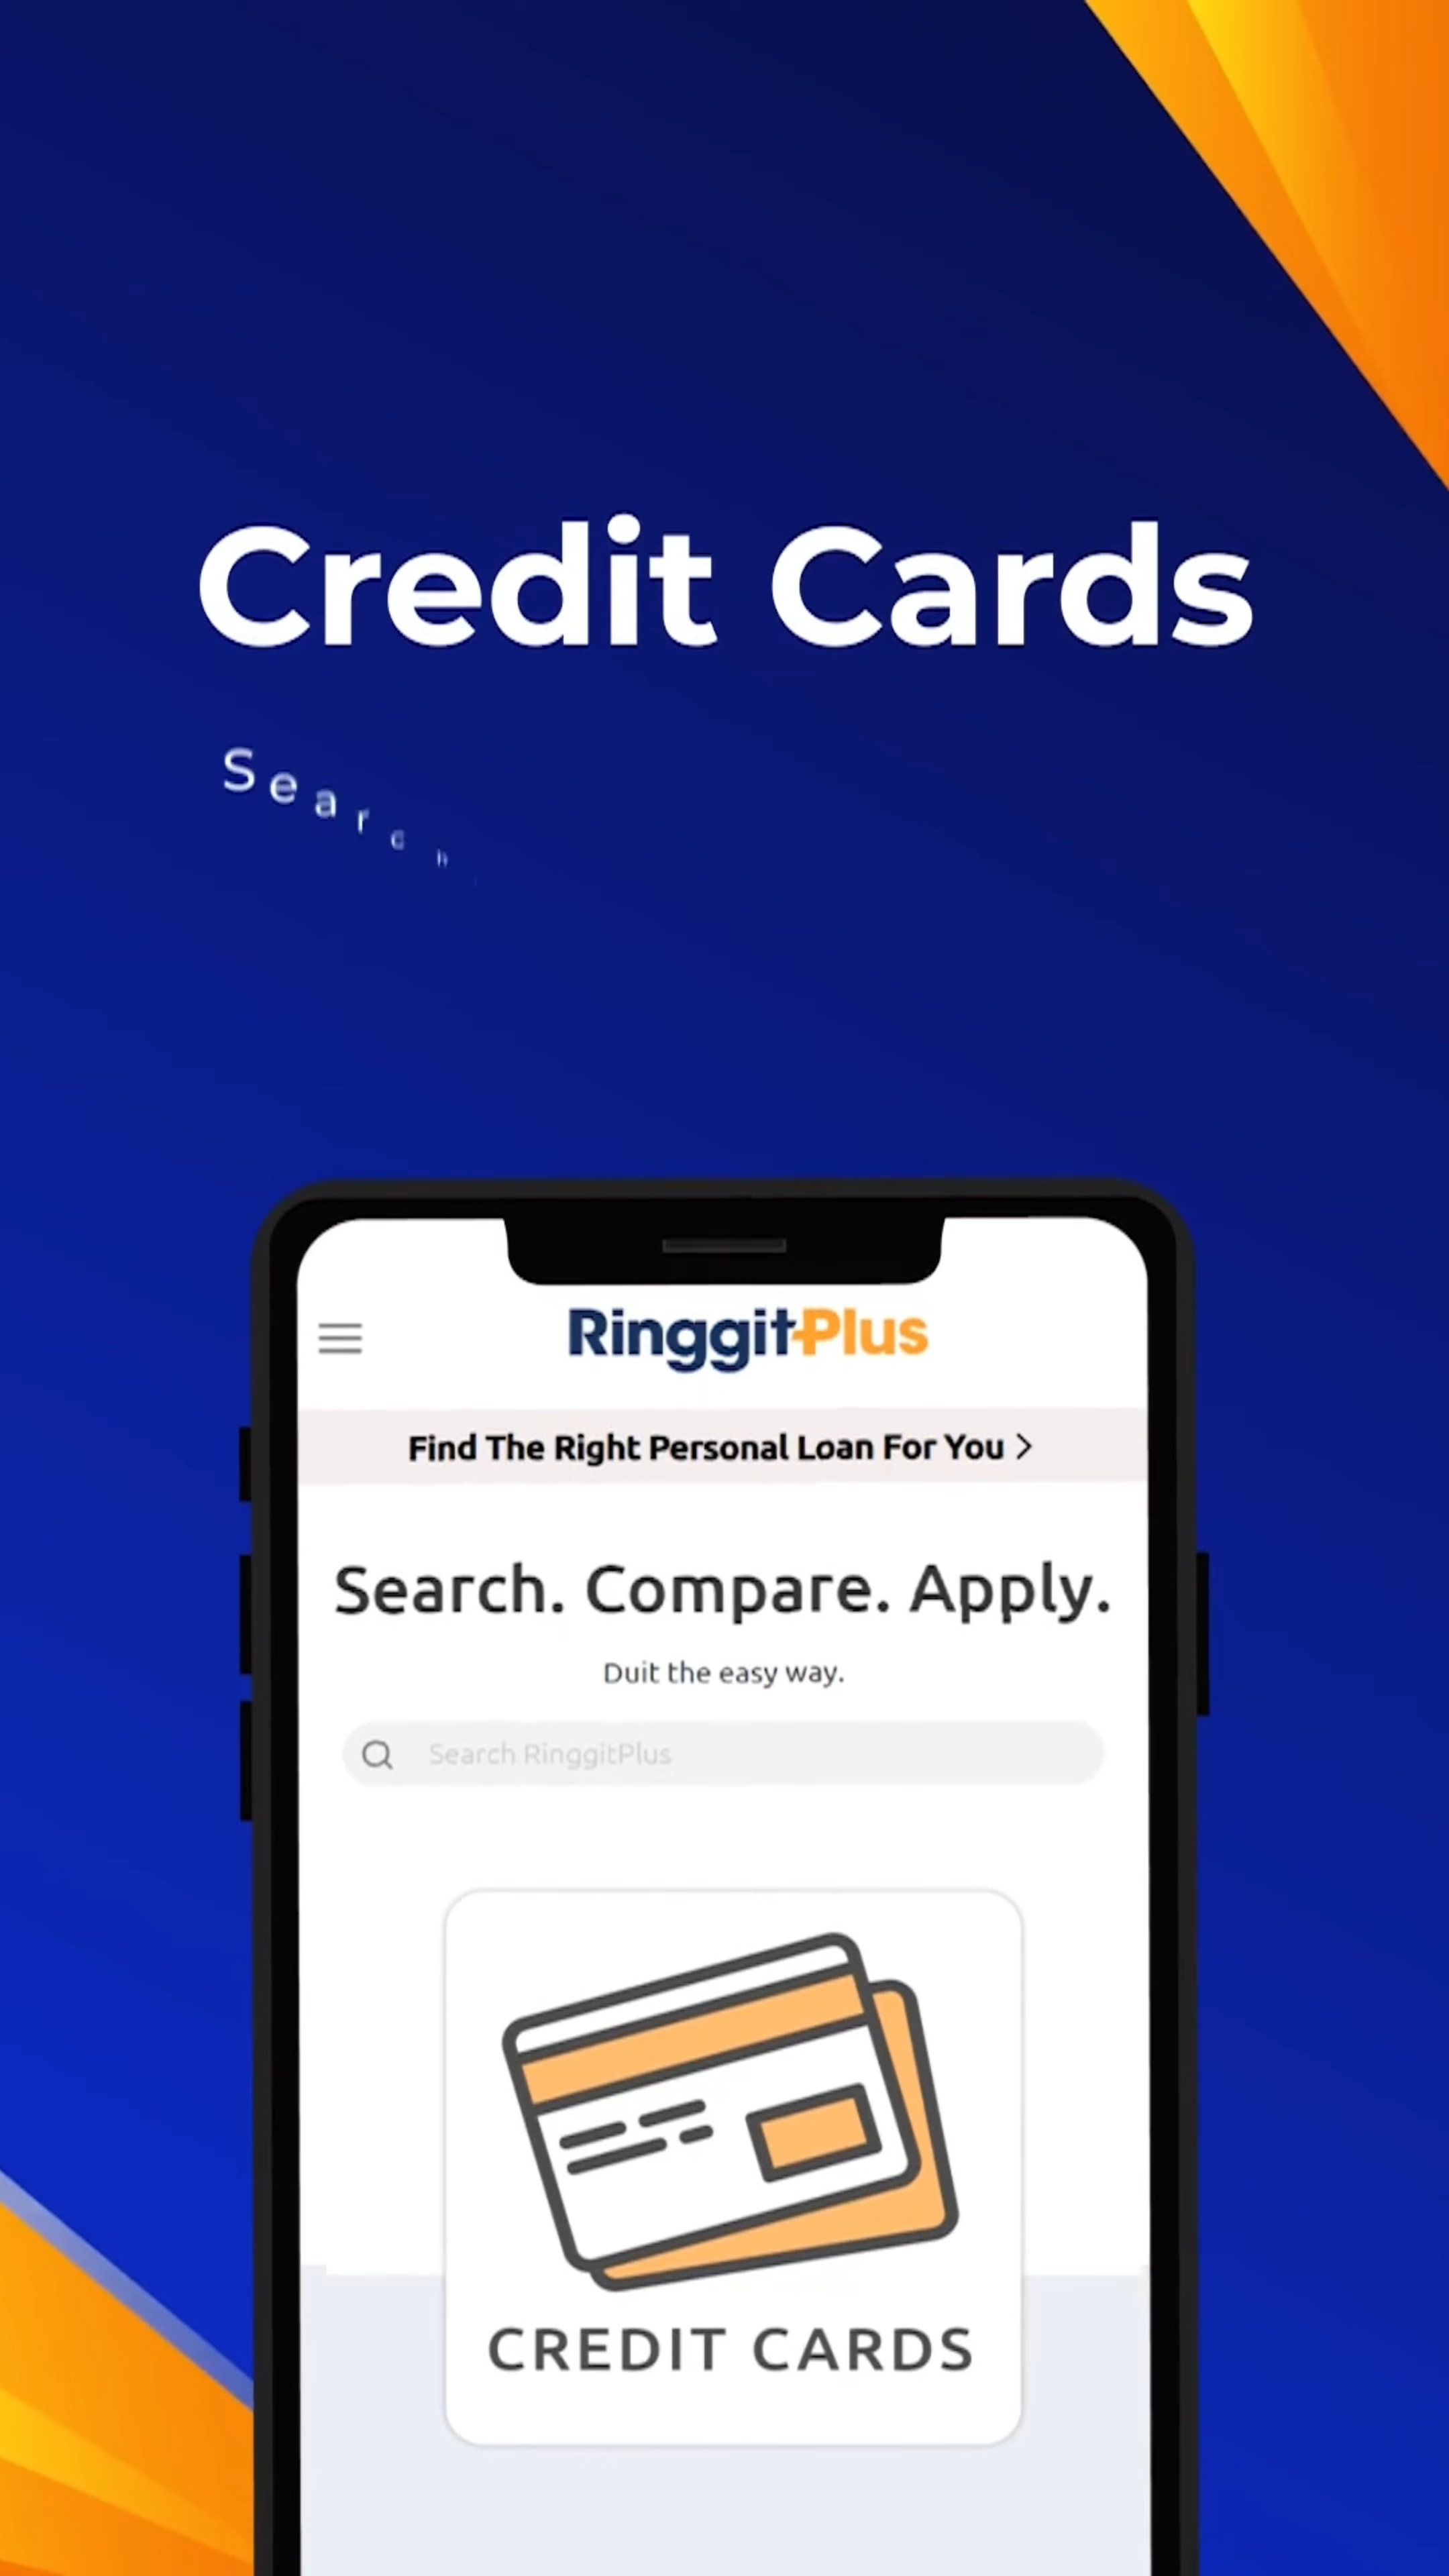 Credit Cards
Search
RinggitPlus
Find The Right Personal Loan For You >
Search. Compare. Apply.
Duit the easy way.
Search RinggitPlus
CREDIT CARDS